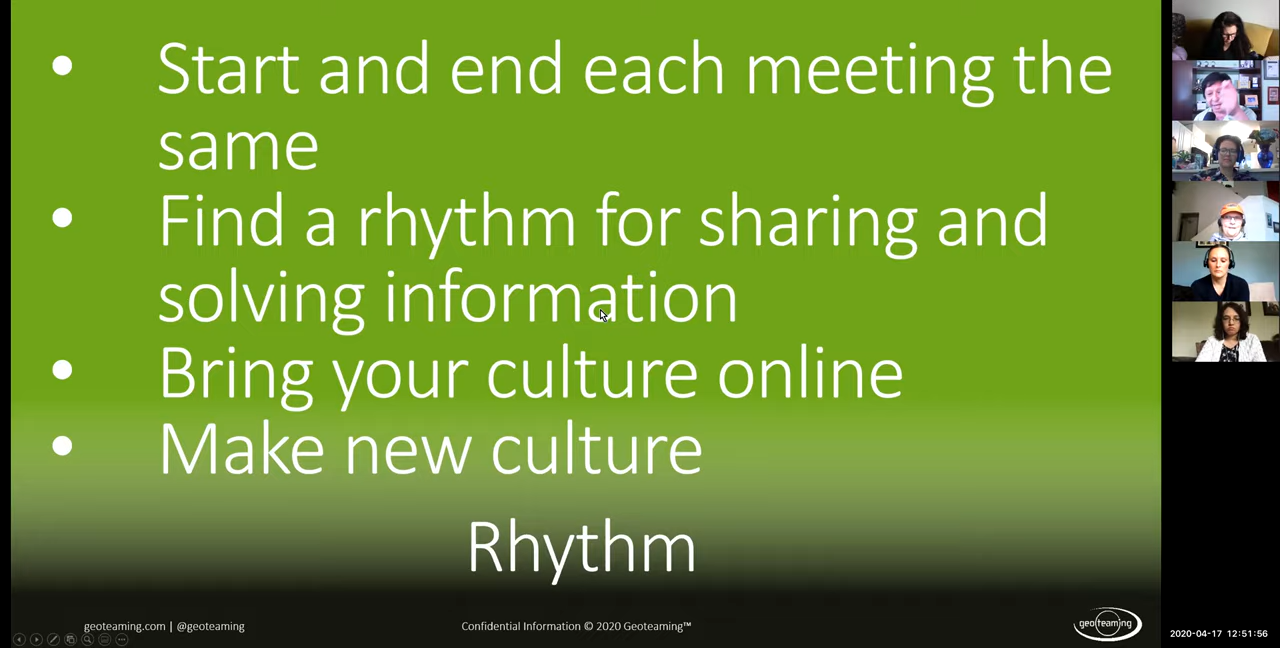 • Start and end each meeting the
same
• Find a rhythm for sharing and
solving information
• Bring your culture online
• Make new culture
Rhythm
geoteaming.com | @geoteaming
Confidential Information © 2020 Geoteaming™
geoteaming
2020-04-17 12:51:56